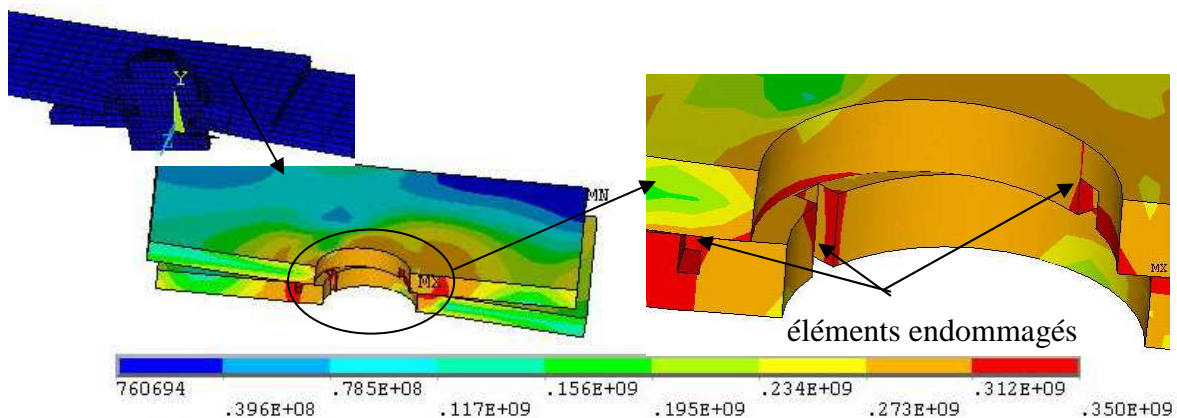 Y
Z
MN
MX
MX
éléments endommagés
760694 .785E+08 .156E+09 .234E+09 .312E+09
.396E+08 .117E+09 .195E+09 .273E+09 .350E+09